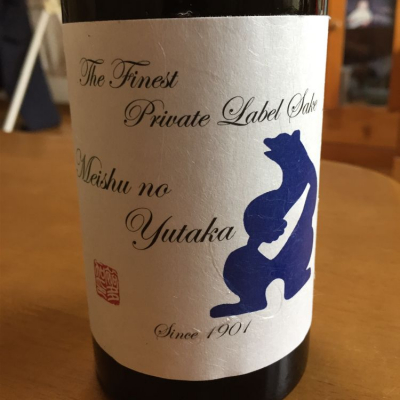 The Finest
Private Label Sake
Meishu no
Yutaka
Since 1901